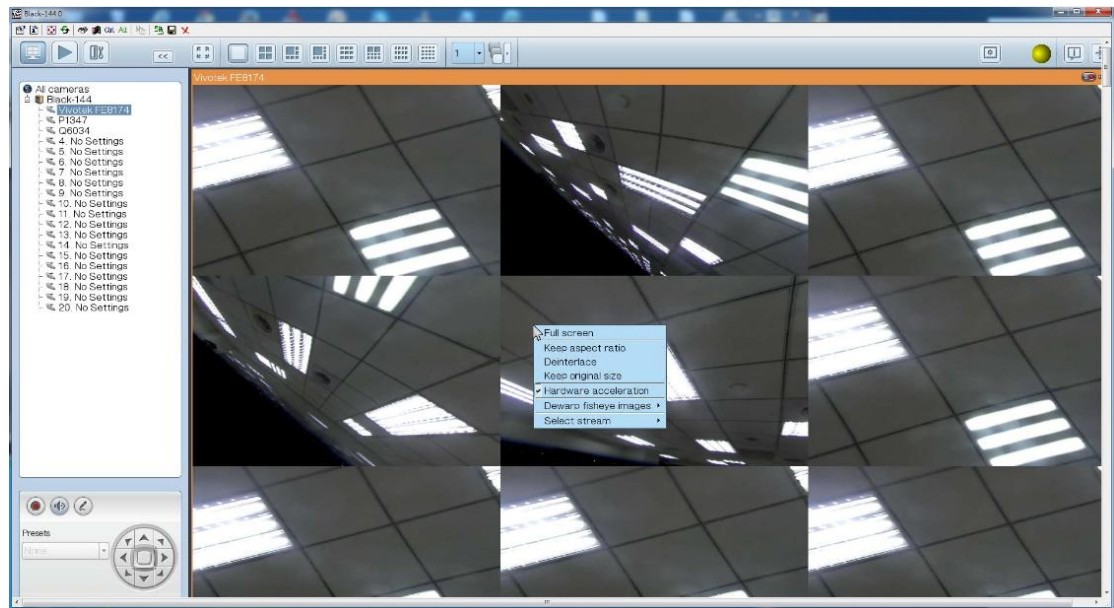 Black-144 0
<<
1
Vivotek FE8174
All cameras
Black-144
Vivotek FE8174
P1347
Q6034
4. No Settings
5. No Settings
6. No Settings
7. No Settings
8. No Settings
9. No Settings
10. No Settings
11. No Settings
12. No Settings
13. No Settings
14. No Settings
15. No Settings
16. No Settings
17. No Settings
18. No Settings
19. No Settings
20. No Settings
Full screen
Keep aspect ratio
Deinterlace
Keep original size
Hardware acceleration
Dewarp fisheye images
Select stream
Presets
None